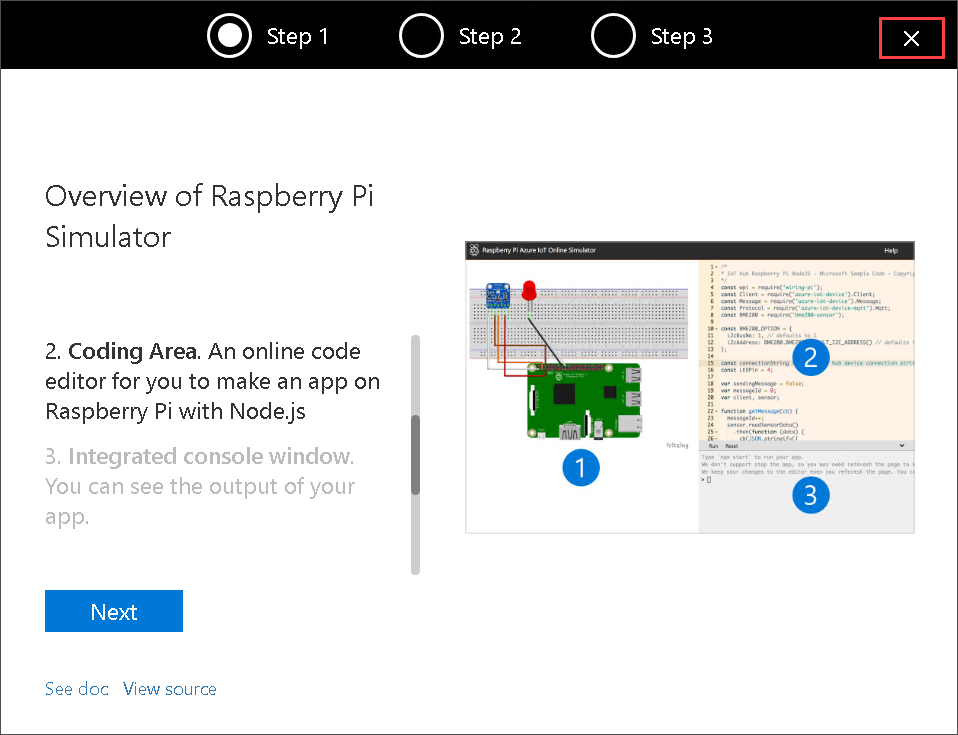 Step 1
Step 2
Step 3
Overview of Raspberry Pi
Simulator
2. Coding Area. An online code
editor for you to make an app on
Raspberry Pi with Node.js
3. Integrated console window.
You can see the output of your
app.
Next
See doc View source
Raspberry Pi Azure IoT Online Simulator
Help
fritzing
1
1 /*
2 * IoT Hub Raspberry Pi NodeJS - Microsoft Sample Code - Copyrig
3 */
4 const wpi = require('wiring-pi');
5 const Client = require('azure-iot-device').Client;
6 const Message = require('azure-iot-device').Message;
7 const Protocol = require('azure-iot-device-mqtt').Mqtt;
8 const BME280 = require('bme280-sensor');
9
10 const BME280_OPTION = {
11 i2cBusNo: 1, // defaults to 1
12 i2cAddress: BME280.BME280 LT_I2C_ADDRESS() // defaults
13 };
14
15 const connectionString hub device connection strin
16 const LEDPin = 4;
17
18 var sendingMessage = false;
19 var messageId = 0;
20 var client, sensor;
21
22 function getMessage(cb) {
23 messageId++;
24 sensor.readSensorData()
25 .then(function (data) {
26 cb(JSON.stringify({
2
Run Reset
Type `npm start` to run your app.
We don't support stop the app, so you may need refresh the page to
We keep your changes to the editor even you refresh the page. You c
> 
3